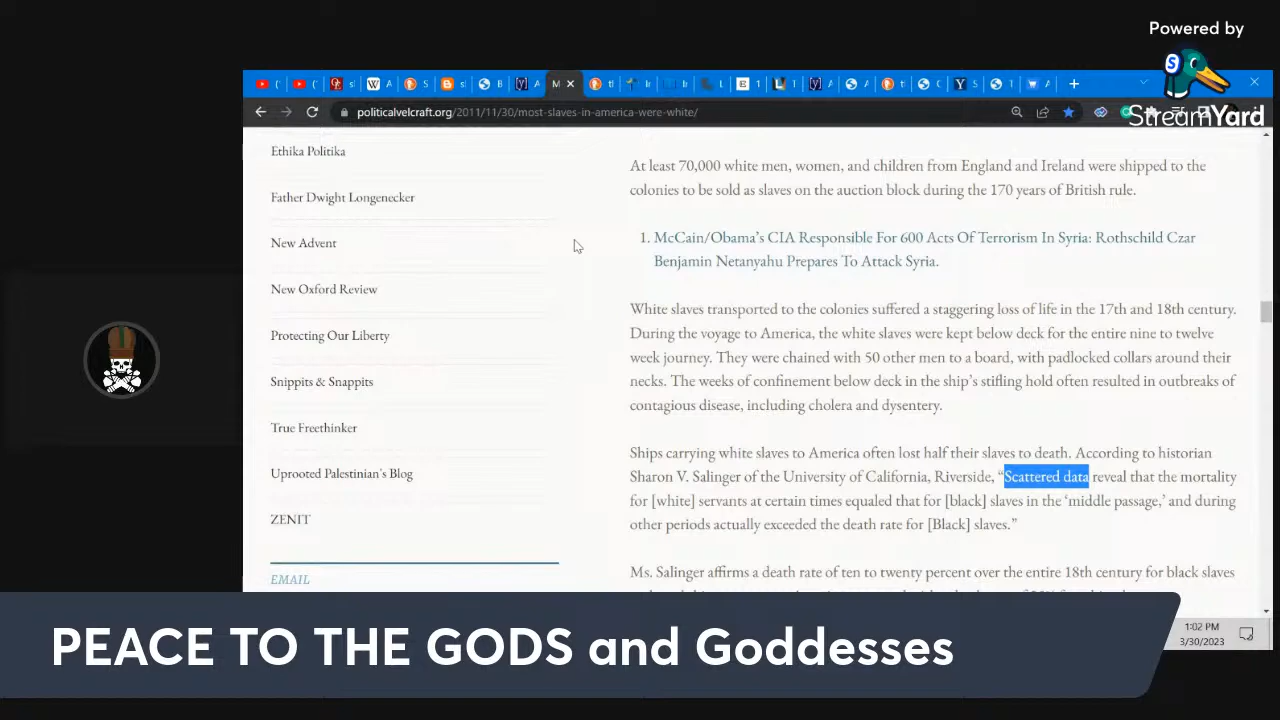 Powered by
StreamYard
politicalvelcraft.org/2011/11/30/most-slaves-in-america-were-white/
Ethika Politika
Father Dwight Longenecker
New Advent
New Oxford Review
Protecting Our Liberty
Snippits & Snappits
True Freethinker
Uprooted Palestinian's Blog
ZENIT
EMAIL
At least 70,000 white men, women, and children from England and Ireland were shipped to the
colonies to be sold as slaves on the auction block during the 170 years of British rule.
1. McCain/Obama's CIA Responsible For 600 Acts Of Terrorism In Syria: Rothschild Czar
Benjamin Netanyahu Prepares To Attack Syria.
White slaves transported to the colonies suffered a staggering loss of life in the 17th and 18th century.
During the voyage to America, the white slaves were kept below deck for the entire nine to twelve
week journey. They were chained with 50 other men to a board, with padlocked collars around their
necks. The weeks of confinement below deck in the ship's stifling hold often resulted in outbreaks of
contagious disease, including cholera and dysentery.
Ships carrying white slaves to America often lost half their slaves to death. According to historian
Sharon V. Salinger of the University of California, Riverside, “Scattered data reveal that the mortality
for [white] servants at certain times equaled that for [black] slaves in the ‘middle passage,’ and during
other periods actually exceeded the death rate for [Black] slaves.”
Ms. Salinger affirms a death rate of ten to twenty percent over the entire 18th century for black slaves
1:02 PM
3/30/2023
PEACE TO THE GODS and Goddesses